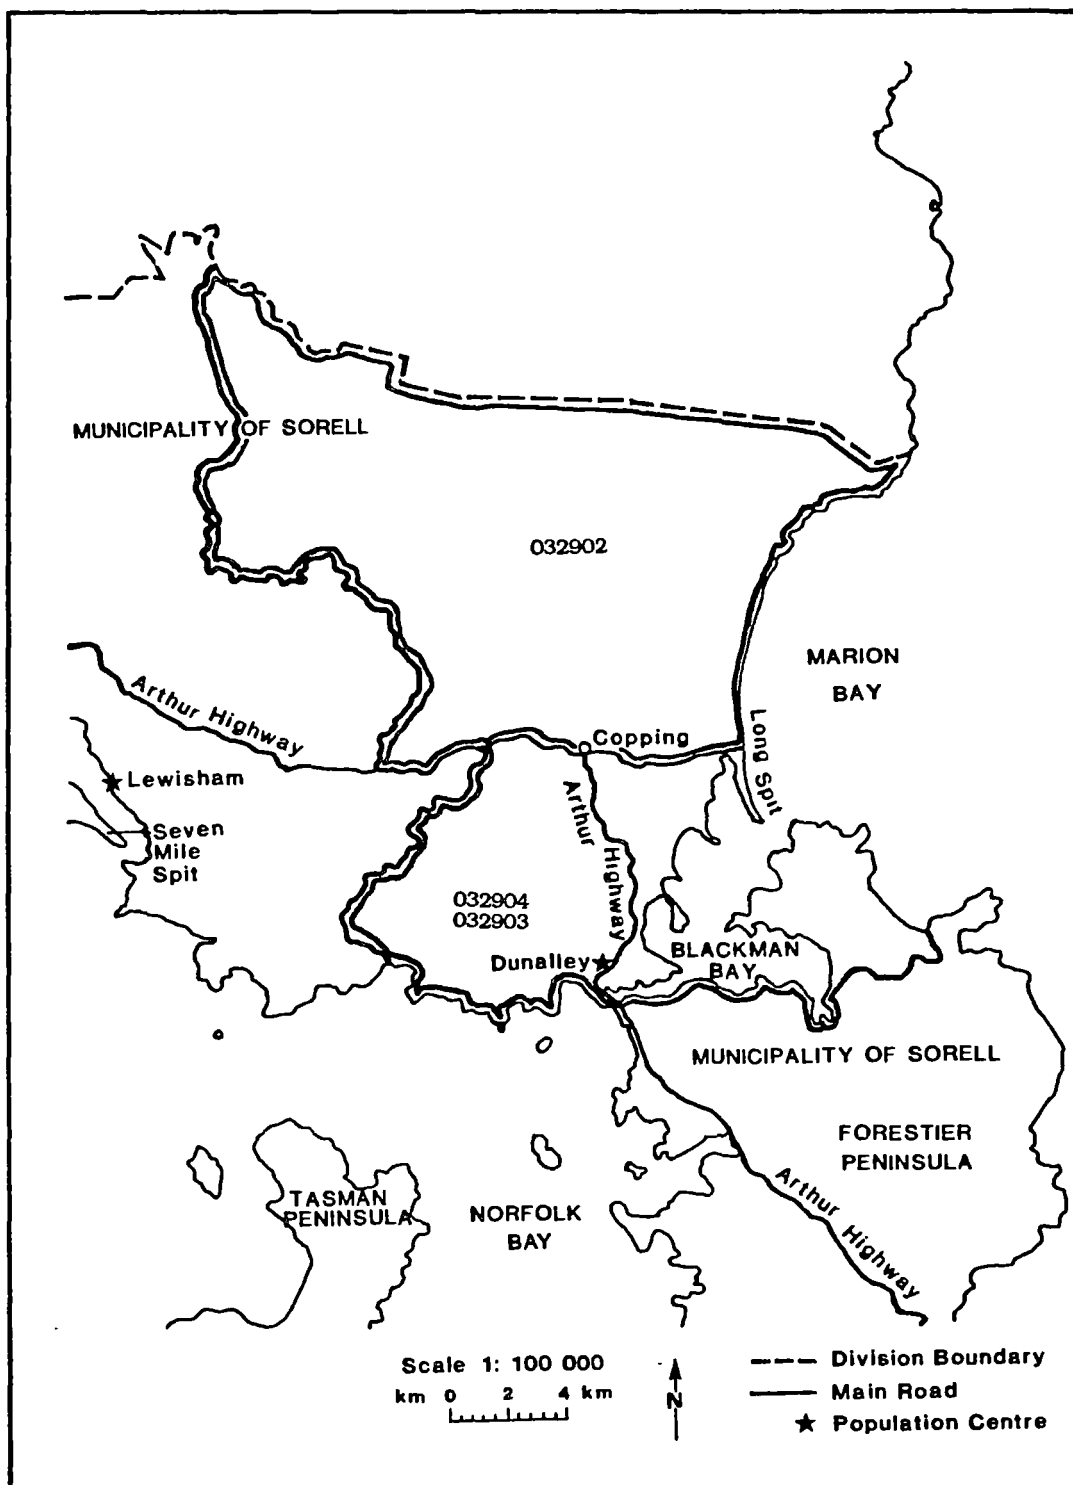 MUNICIPALITY OF SORELL
032902
MARION
BAY
Arthur Highway
Copping
Long Spit
Lewisham
Arthur Highway
Seven
Mile
Spit
032904
032903
Dunalley
BLACKMAN
BAY
MUNICIPALITY OF SORELL
FORESTIER
PENINSULA
TASMAN
PENINSULA
NORFOLK
BAY
Arthur Highway
Scale 1: 100 000
km 0 2 4 km
N
Division Boundary
Main Road
Population Centre